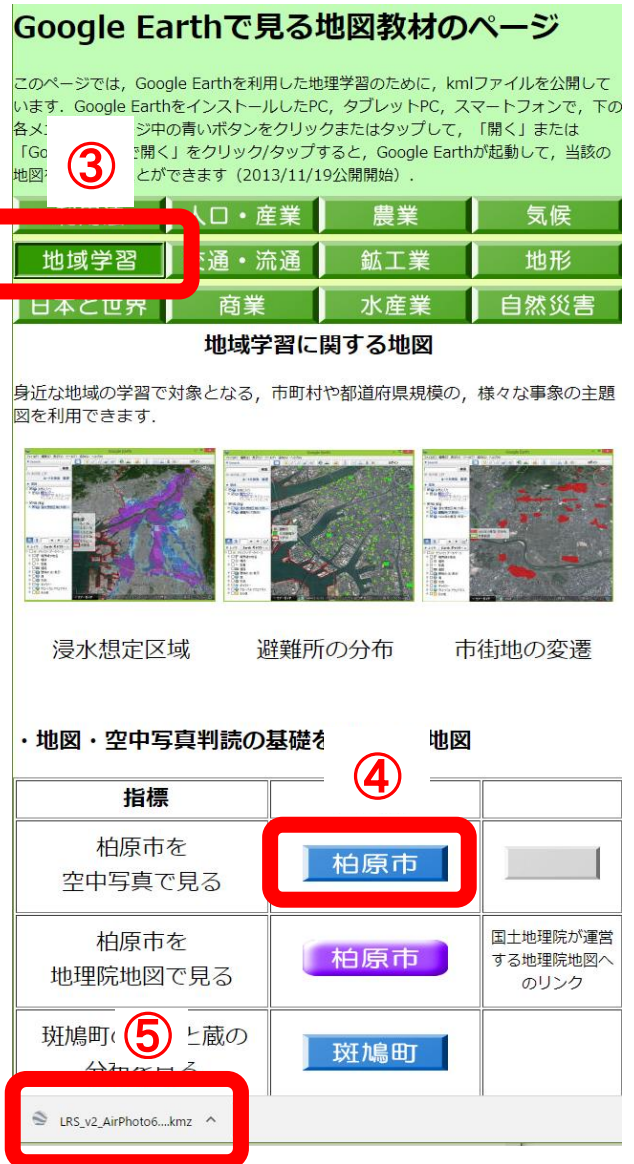 Google Earthで見る地図教材のページ
このページでは，Google Earthを利用した地理学習のために，kmlファイルを公開して
います．Google EarthをインストールしたPC，タブレットPC，スマートフォンで，下の
各メ ジ中の青いボタンをクリックまたはタップして，「開く」または
「Go で開く」をクリック/タップすると，Google Earthが起動して，当該の
地図を とができます（2013/11/19公開開始）．
③
人口・産業 農業 気候
地域学習 交通・流通 鉱工業 地形
日本と世界 商業 水産業 自然災害
地域学習に関する地図
身近な地域の学習で対象となる，市町村や都道府県規模の，様々な事象の主題
図を利用できます．
浸水想定区域 避難所の分布 市街地の変遷
・地図・空中写真判読の基礎を 地図
④
指標
柏原市を
空中写真で見る
柏原市
柏原市を
地理院地図で見る
柏原市
国土地理院が運営
する地理院地図へ
のリンク
斑鳩町の と蔵の
分布を見る
斑鳩町
⑤
LRS_v2_AirPhoto6....kmz